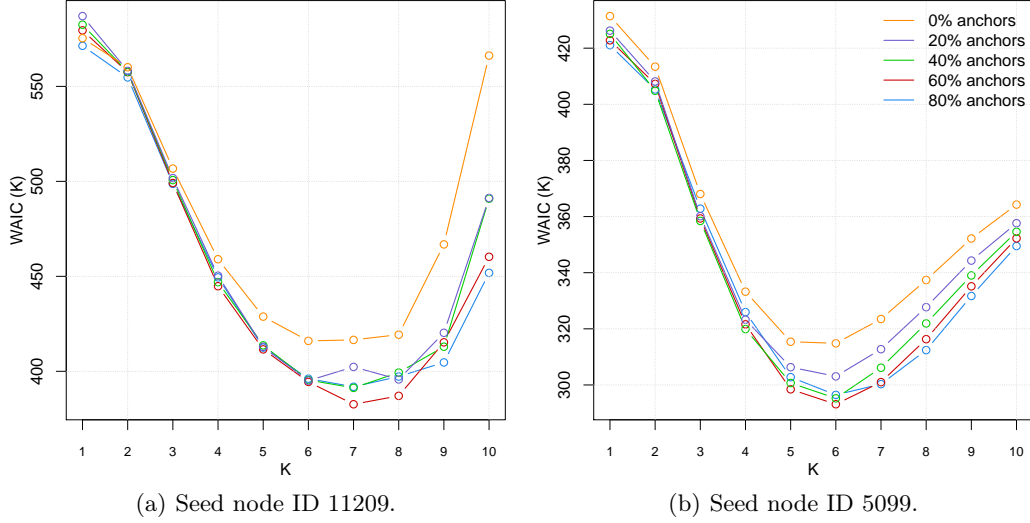 WAIC (K)
550
500
450
400
1 2 3 4 5 6 7 8 9 10
K
(a) Seed node ID 11209.
WAIC (K)
420
400
380
360
340
320
300
0% anchors
20% anchors
40% anchors
60% anchors
80% anchors
1 2 3 4 5 6 7 8 9 10
K
(b) Seed node ID 5099.